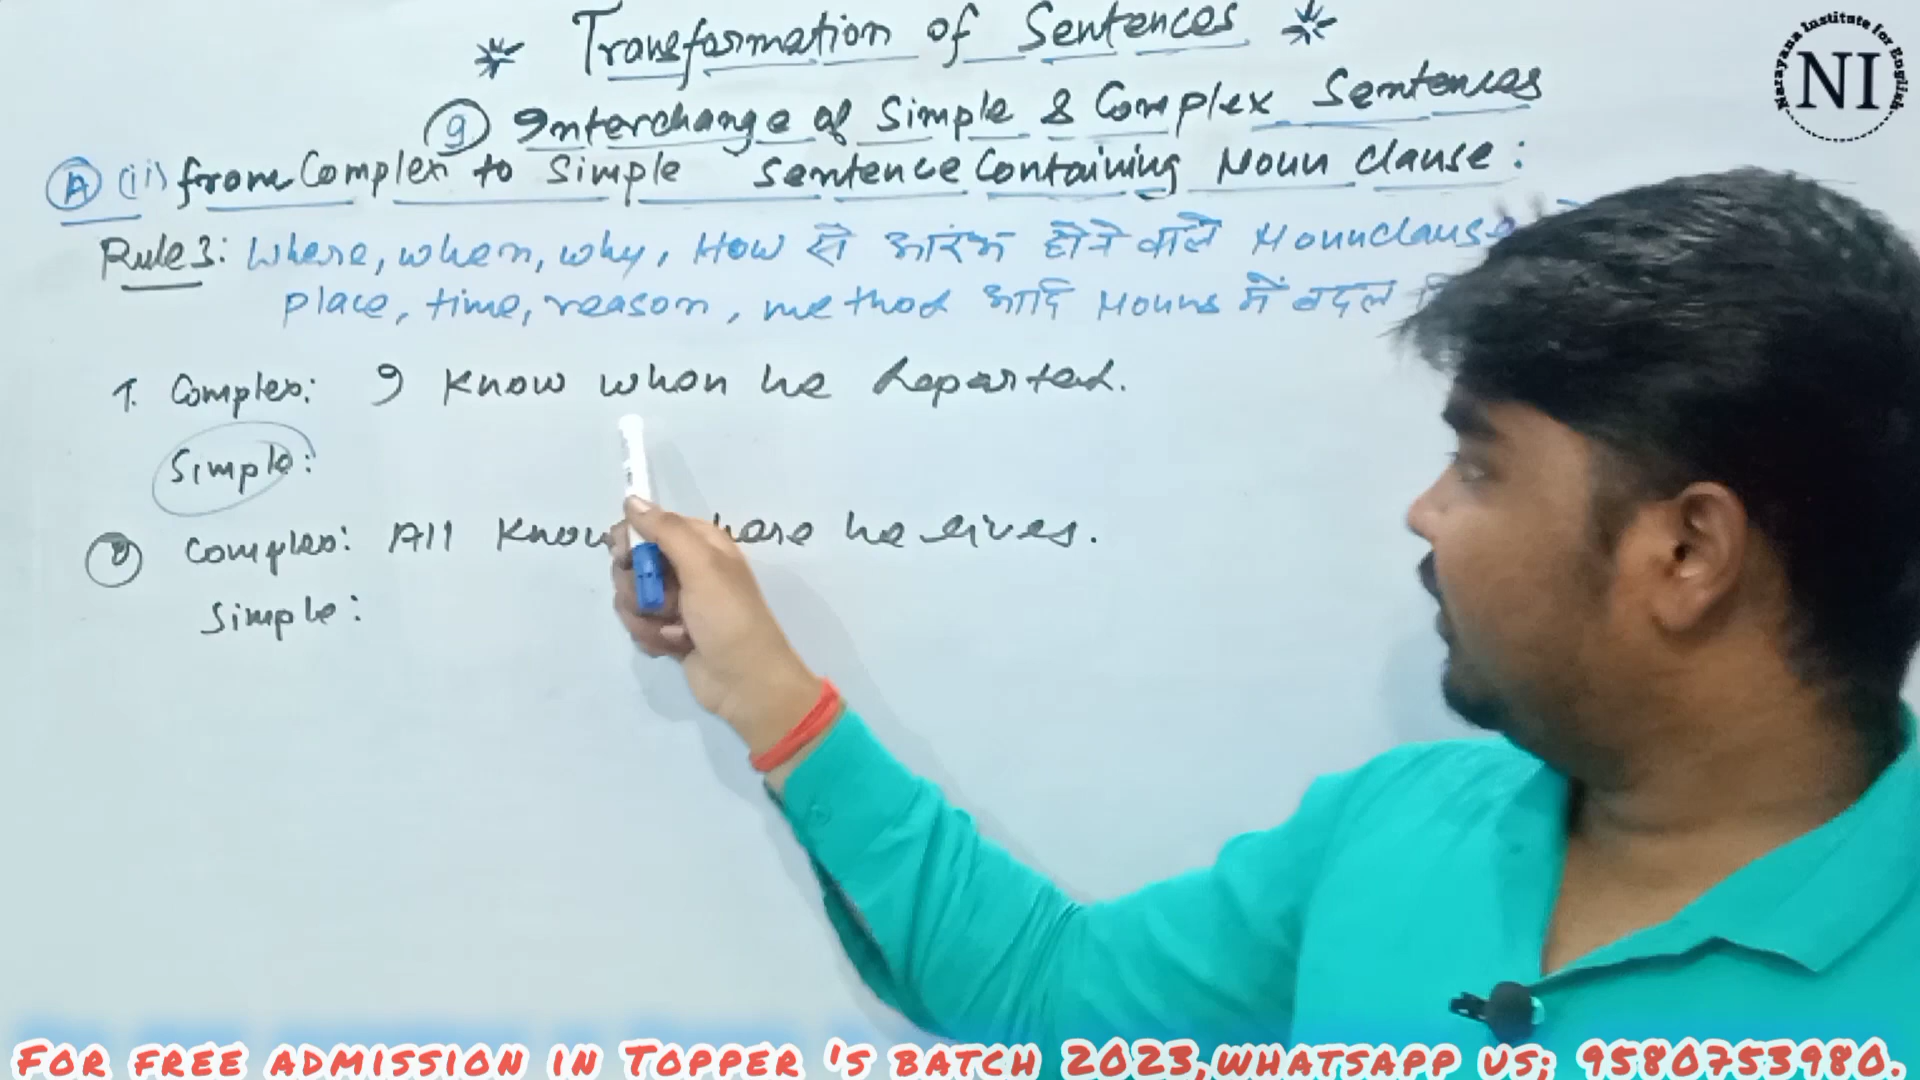 Transformation of Sentences
9 Interchange of Simple & Complex Sentences
A (ii) from Complex to Simple Sentence Containing Noun Clause:
Rule 3: Where, when, why, How से आरंभ होने वाले Nounclause
place, time, reason, method आदि Nouns में बदल
1. Complex: I know when he departed.
Simple:
Complex: All know where he lives.
Simple:
Narayana Institute for English
NI
FOR FREE ADMISSION IN TOPPER 'S BATCH 2023,WHATSAPP US; 9580753980.